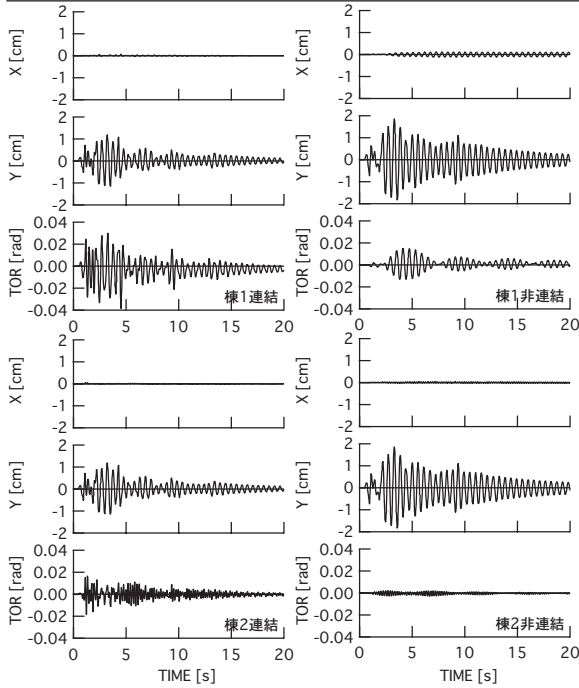 2
1
0
-1
-2
X [cm]
2
1
0
-1
-2
Y [cm]
0.04
0.02
0.00
-0.02
-0.04
TOR [rad]
棟1連結
0 5 10 15 20
2
1
0
-1
-2
X [cm]
2
1
0
-1
-2
Y [cm]
0.04
0.02
0.00
-0.02
-0.04
TOR [rad]
棟1非連結
0 5 10 15 20
2
1
0
-1
-2
X [cm]
2
1
0
-1
-2
Y [cm]
0.04
0.02
0.00
-0.02
-0.04
TOR [rad]
棟2連結
0 5 10 15 20
TIME [s]
2
1
0
-1
-2
X [cm]
2
1
0
-1
-2
Y [cm]
0.04
0.02
0.00
-0.02
-0.04
TOR [rad]
棟2非連結
0 5 10 15 20
TIME [s]